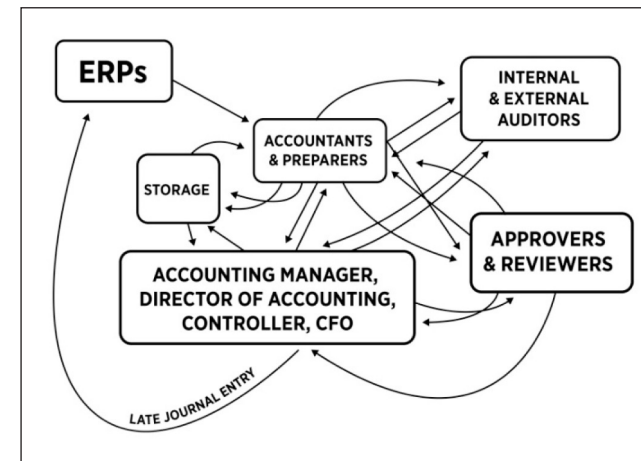 ERPs
INTERNAL
& EXTERNAL
AUDITORS
ACCOUNTANTS
& PREPARERS
STORAGE
APPROVERS
& REVIEWERS
ACCOUNTING MANAGER,
DIRECTOR OF ACCOUNTING,
CONTROLLER, CFO
LATE JOURNAL ENTRY